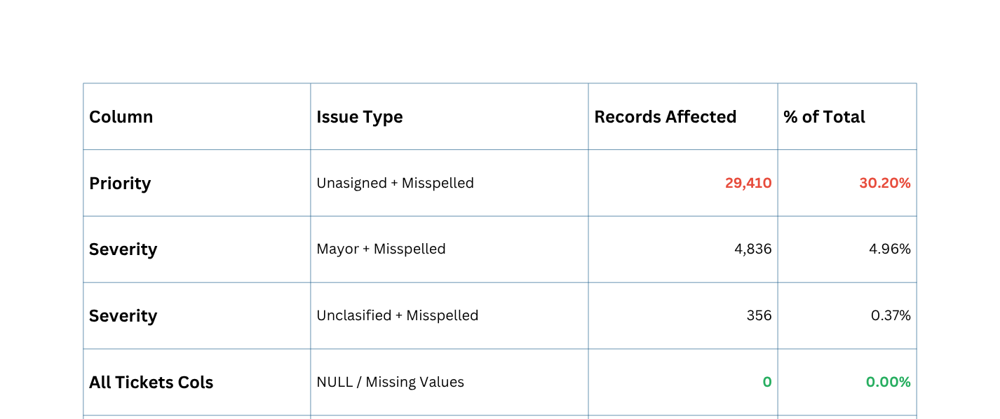 Column Issue Type Records Affected % of Total
Priority Unasigned + Misspelled 29,410 30.20%
Severity Mayor + Misspelled 4,836 4.96%
Severity Unclasified + Misspelled 356 0.37%
All Tickets Cols NULL / Missing Values 0 0.00%